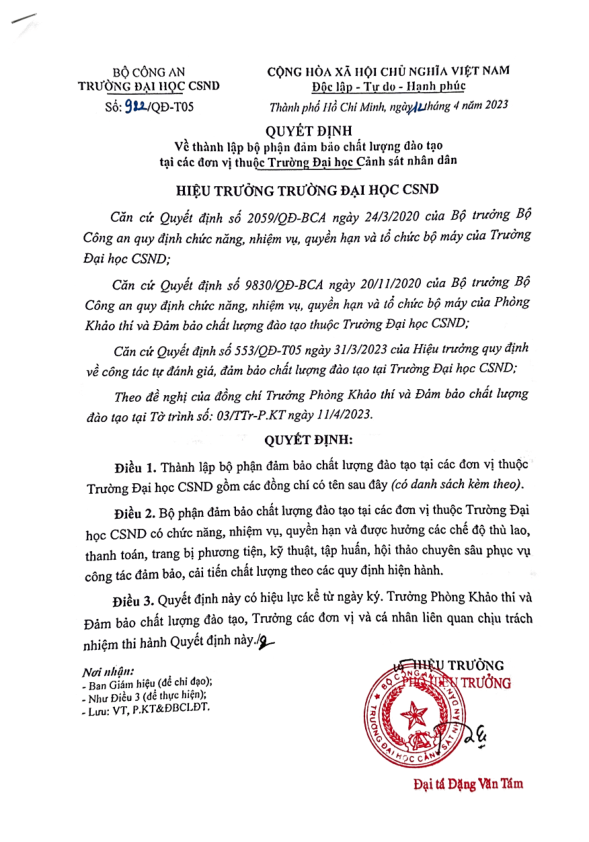 BỘ CÔNG AN
TRƯỜNG ĐẠI HỌC CSND
Số: 922/QĐ-T05
CỘNG HÒA XÃ HỘI CHỦ NGHĨA VIỆT NAM
Độc lập - Tự do - Hạnh phúc
Thành phố Hồ Chí Minh, ngày 12 tháng 4 năm 2023
QUYẾT ĐỊNH
Về thành lập bộ phận đảm bảo chất lượng đào tạo
tại các đơn vị thuộc Trường Đại học Cảnh sát nhân dân
HIỆU TRƯỞNG TRƯỜNG ĐẠI HỌC CSND
Căn cứ Quyết định số 2059/QĐ-BCA ngày 24/3/2020 của Bộ trưởng Bộ
Công an quy định chức năng, nhiệm vụ, quyền hạn và tổ chức bộ máy của Trường
Đại học CSND;
Căn cứ Quyết định số 9830/QĐ-BCA ngày 20/11/2020 của Bộ trưởng Bộ
Công an quy định chức năng, nhiệm vụ, quyền hạn và tổ chức bộ máy của Phòng
Khảo thí và Đảm bảo chất lượng đào tạo thuộc Trường Đại học CSND;
Căn cứ Quyết định số 553/QĐ-T05 ngày 31/3/2023 của Hiệu trưởng quy định
về công tác tự đánh giá, đảm bảo chất lượng đào tạo tại Trường Đại học CSND;
Theo đề nghị của đồng chí Trưởng Phòng Khảo thí và Đảm bảo chất lượng
đào tạo tại Tờ trình số: 03/TTr-P.KT ngày 11/4/2023.
QUYẾT ĐỊNH:
Điều 1. Thành lập bộ phận đảm bảo chất lượng đào tạo tại các đơn vị thuộc
Trường Đại học CSND gồm các đồng chí có tên sau đây (có danh sách kèm theo).
Điều 2. Bộ phận đảm bảo chất lượng đào tạo tại các đơn vị thuộc Trường Đại
học CSND có chức năng, nhiệm vụ, quyền hạn và được hưởng các chế độ thù lao,
thanh toán, trang bị phương tiện, kỹ thuật, tập huấn, hội thảo chuyên sâu phục vụ
công tác đảm bảo, cải tiến chất lượng theo các quy định hiện hành.
Điều 3. Quyết định này có hiệu lực kể từ ngày ký. Trưởng Phòng Khảo thí và
Đảm bảo chất lượng đào tạo, Trưởng các đơn vị và cá nhân liên quan chịu trách
nhiệm thi hành Quyết định này./.
Nơi nhận:
- Ban Giám hiệu (để chỉ đạo);
- Như Điều 3 (để thực hiện);
- Lưu: VT, P.KT&ĐBCLĐT.
HIỆU TRƯỞNG
PHÓ HIỆU TRƯỞNG
BỘ CÔNG AN
TRƯỜNG ĐẠI HỌC CẢNH SÁT NHÂN DÂN
Đại tá Đặng Văn Tám